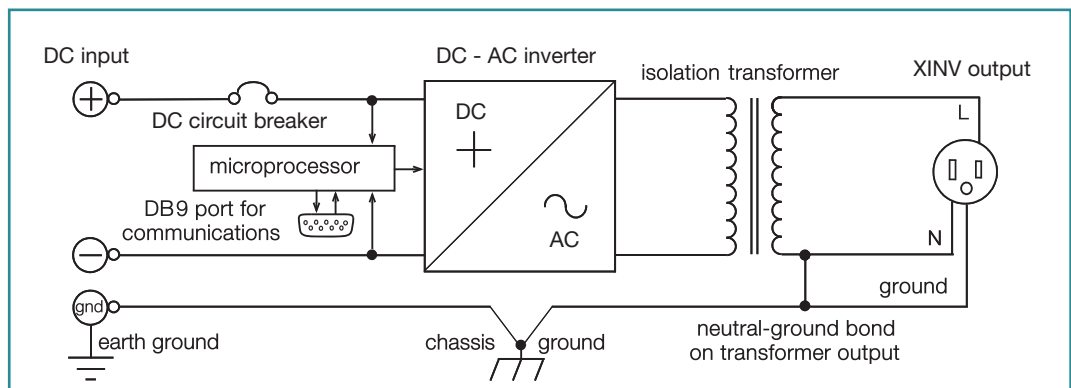 DC input
DC - AC inverter
isolation transformer
XINV output
L
DC circuit breaker
DC
microprocessor
DB9 port for
communications
AC
N
gnd
ground
earth ground
chassis
ground
neutral-ground bond
on transformer output